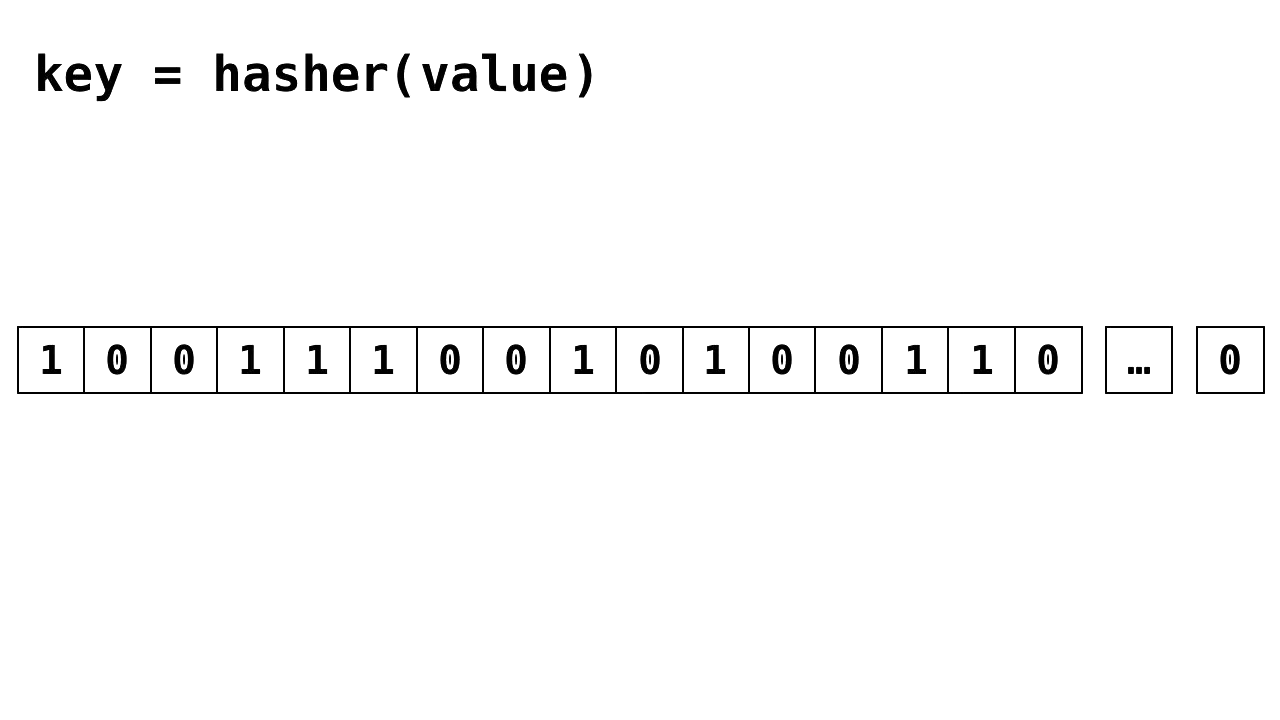 key = hasher(value)
1 0 0 1 1 1 0 0 1 0 1 0 0 1 1 0 … 0